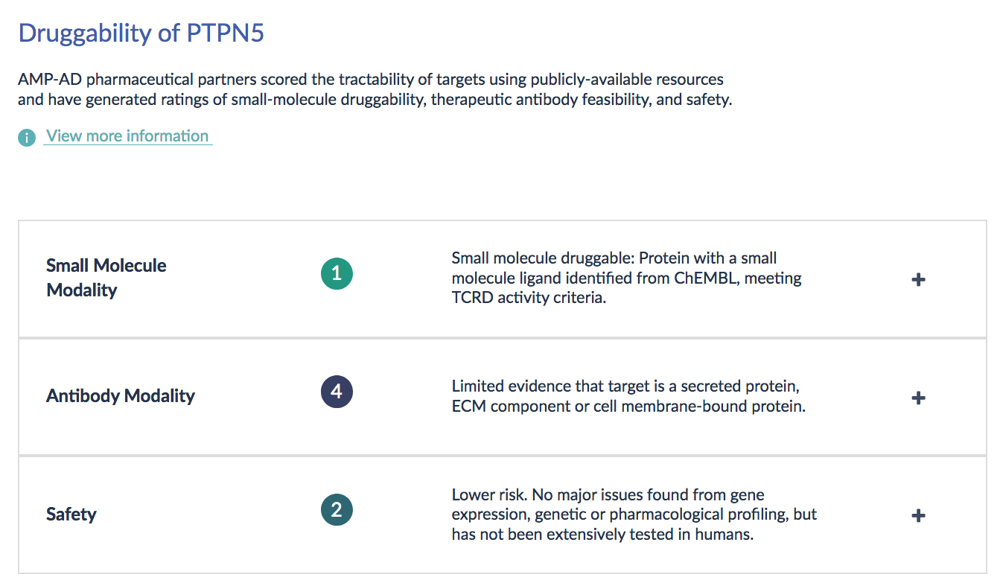 Druggability of PTPN5
AMP-AD pharmaceutical partners scored the tractability of targets using publicly-available resources
and have generated ratings of small-molecule druggability, therapeutic antibody feasibility, and safety.
i View more information
Small Molecule
Modality
1
Small molecule druggable: Protein with a small
molecule ligand identified from ChEMBL, meeting
TCRD activity criteria.
+
Antibody Modality
4
Limited evidence that target is a secreted protein,
ECM component or cell membrane-bound protein.
+
Safety
2
Lower risk. No major issues found from gene
expression, genetic or pharmacological profiling, but
has not been extensively tested in humans.
+